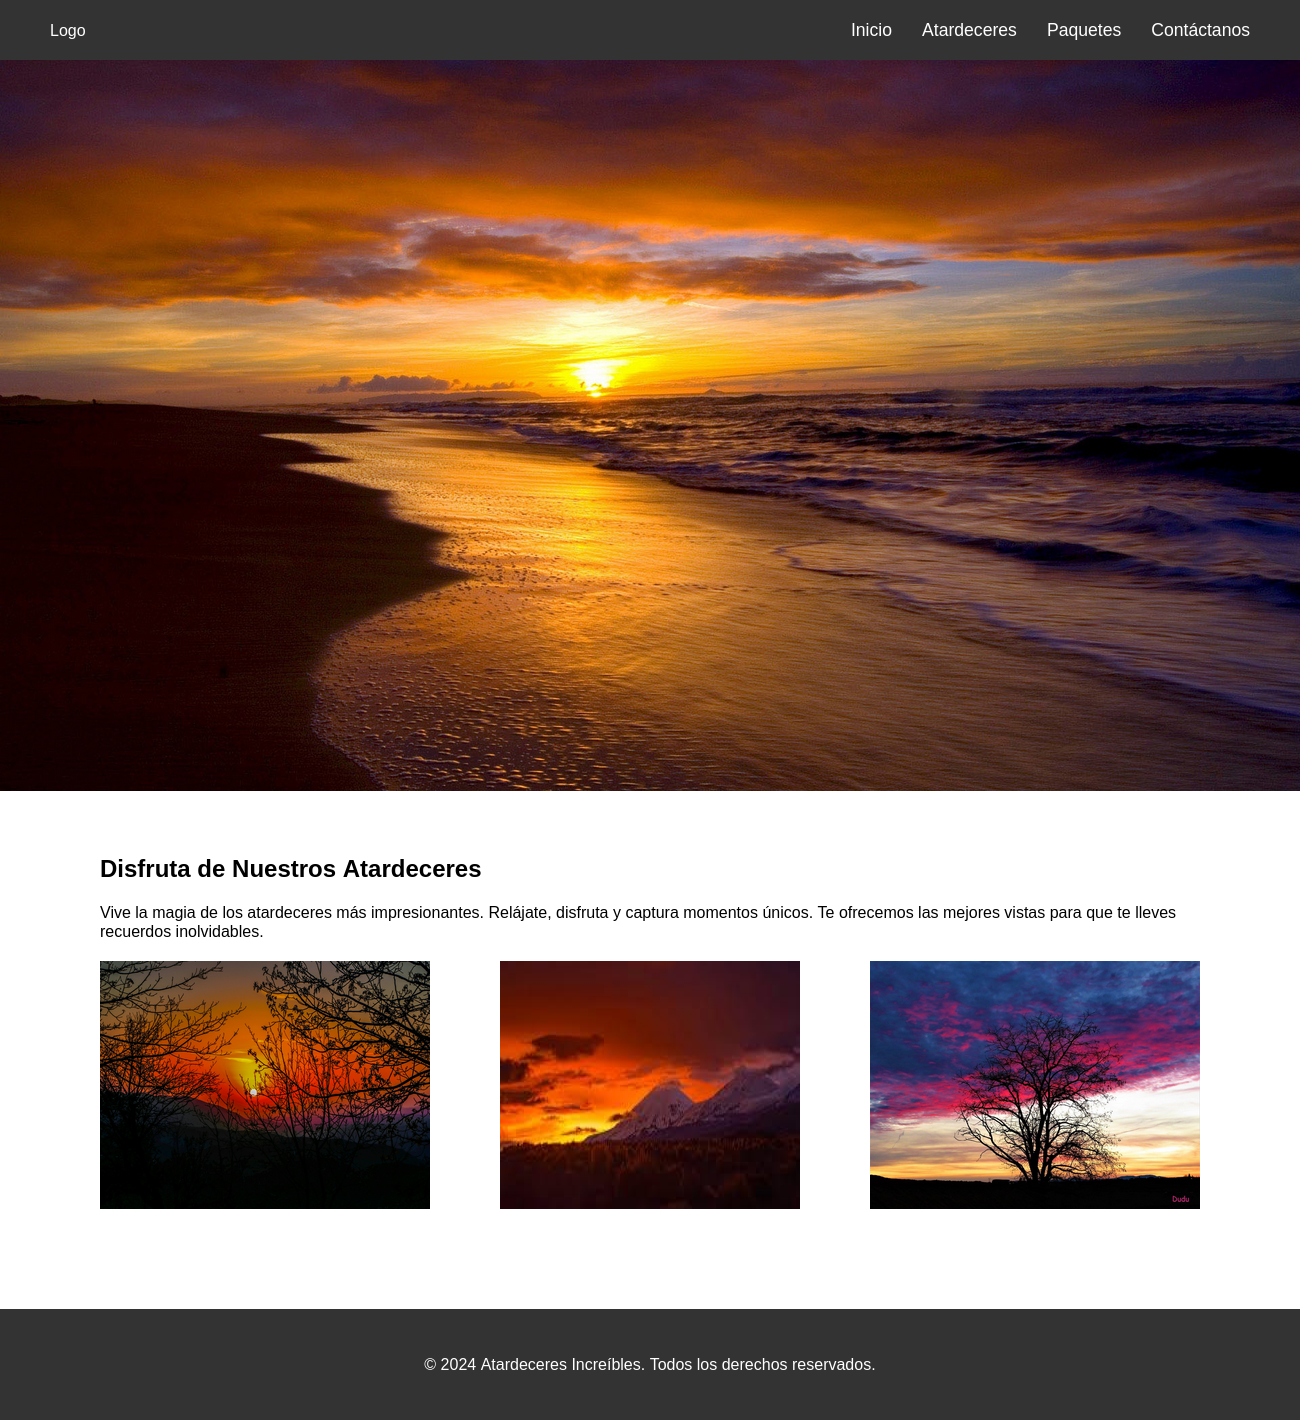 Logo
Inicio Atardeceres Paquetes Contáctanos
Disfruta de Nuestros Atardeceres
Vive la magia de los atardeceres más impresionantes. Relájate, disfruta y captura momentos únicos. Te ofrecemos las mejores vistas para que te lleves
recuerdos inolvidables.
Dudu
© 2024 Atardeceres Increíbles. Todos los derechos reservados.